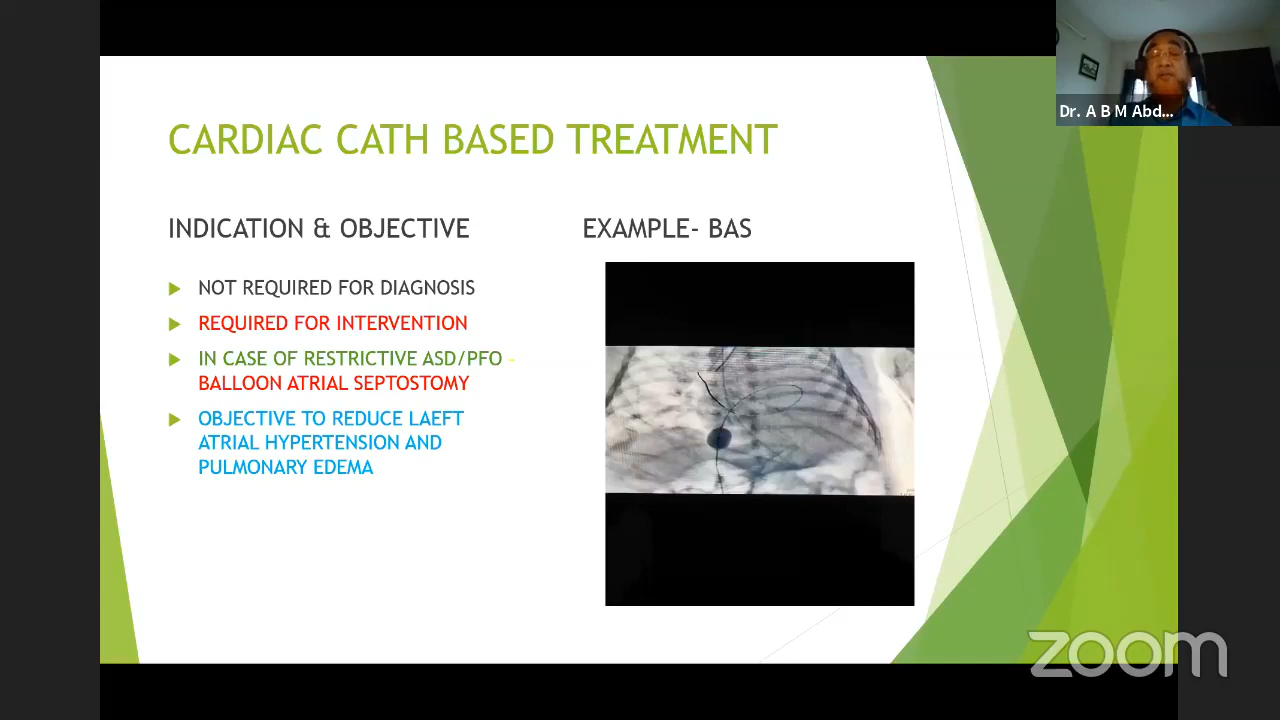 Dr. A B M Abd...
CARDIAC CATH BASED TREATMENT
INDICATION & OBJECTIVE
NOT REQUIRED FOR DIAGNOSIS
REQUIRED FOR INTERVENTION
IN CASE OF RESTRICTIVE ASD/PFO –
BALLOON ATRIAL SEPTOSTOMY
OBJECTIVE TO REDUCE LAEFT
ATRIAL HYPERTENSION AND
PULMONARY EDEMA
EXAMPLE- BAS
zoom